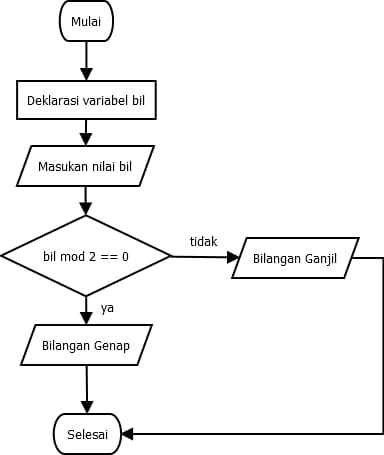 Mulai
Deklarasi variabel bil
Masukan nilai bil
bil mod 2 == 0
tidak
Bilangan Ganjil
ya
Bilangan Genap
Selesai